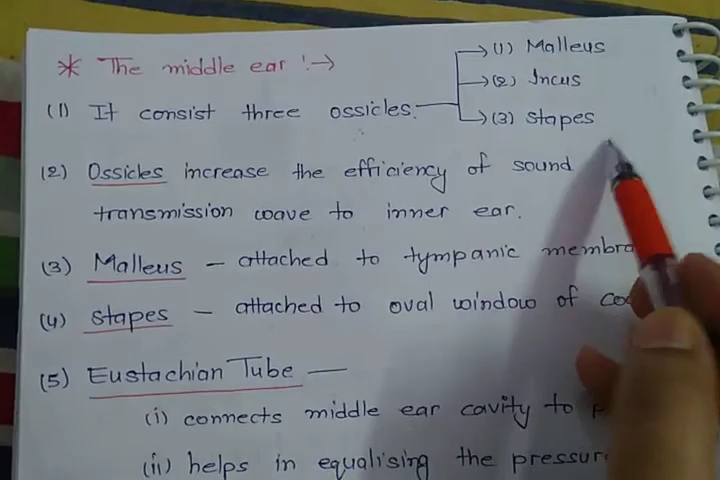 * The middle ear :→
(1) It consist three ossicles. → (1) Malleus
→ (2) Incus
→ (3) stapes
(2) Ossicles increase the efficiency of sound
transmission wave to inner ear.
(3) Malleus — attached to tympanic membra
(4) stapes — attached to oval window of
(5) Eustachian Tube —
(i) connects middle ear cavity to
(ii) helps in equalising the pressur